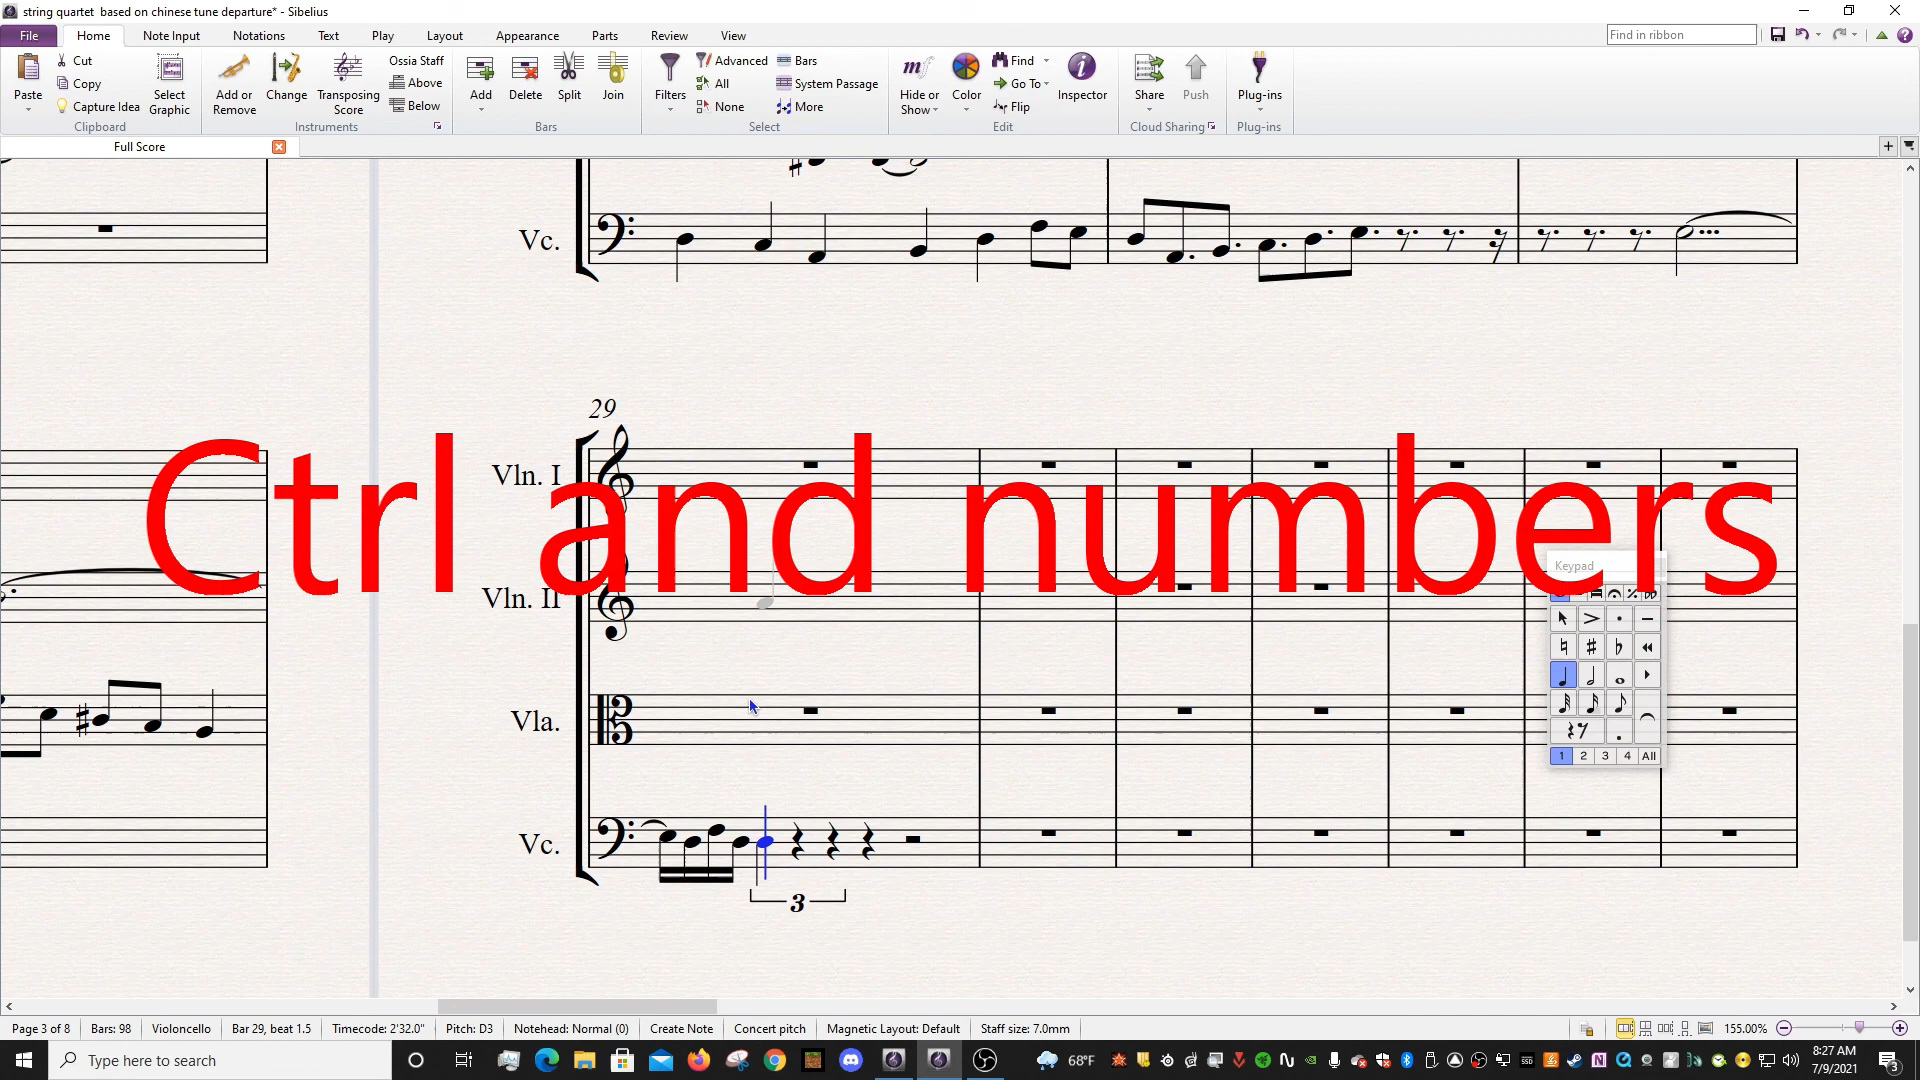 string quartet  based on chinese tune departure* - Sibelius
File Home Note Input Notations Text Play Layout Appearance Parts Review View Find in ribbon
Paste Cut Copy Capture Idea Select Graphic Clipboard
Add or Remove Change Transposing Score Ossia Staff Above Below Instruments
Add Delete Split Join Bars
Filters Advanced All None Bars System Passage More Select
Hide or Show Color Find Go To Flip Inspector Edit
Share Push Cloud Sharing
Plug-ins Plug-ins
Full Score
Vc.
29
Vln. I
Ctrl and numbers
Vln. II
Keypad
Vla.
1 2 3 4 All
Vc.
3
Page 3 of 8 Bars: 98 Violoncello Bar 29, beat 1.5 Timecode: 2'32.0" Pitch: D3 Notehead: Normal (0) Create Note Concert pitch Magnetic Layout: Default Staff size: 7.0mm 155.00%
Type here to search 68°F 8:27 AM
7/9/2021 3